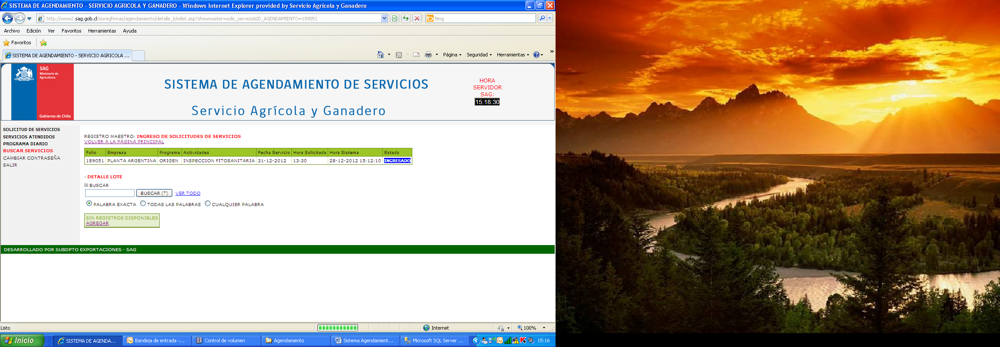 SISTEMA DE AGENDAMIENTO - SERVICIO AGRICOLA Y GANADERO - Windows Internet Explorer provided by Servicio Agrícola y Ganadero
http://www2.sag.gob.cl/sisregfirmas/agendamiento/detalle_lotelist.asp?showmaster=solic_servicio&ID_AGENDAMIENTO=189051
Bing
Archivo Edición Ver Favoritos Herramientas Ayuda
Favoritos
SISTEMA DE AGENDAMIENTO - SERVICIO AGRICOLA ...
Página Seguridad Herramientas »
SAG
Ministerio de
Agricultura
Gobierno de Chile
SISTEMA DE AGENDAMIENTO DE SERVICIOS
Servicio Agrícola y Ganadero
HORA
SERVIDOR
SAG:
15:18:30
SOLICITUD DE SERVICIOS
SERVICIOS ATENDIDOS
PROGRAMA DIARIO
BUSCAR SERVICIOS
CAMBIAR CONTRASEÑA
SALIR
REGISTRO MAESTRO: INGRESO DE SOLICITUDES DE SERVICIOS
VOLVER A LA PÁGINA PRINCIPAL
Folio Empresa Programa Actividades Fecha Servicio Hora Solicitada Hora Sistema Estado
189051 PLANTA ARGENTINA ORIGEN INSPECCION FITOSANITARIA 31-12-2012 13:30 28-12-2012 15:12:10 INGRESADO
: DETALLE LOTE
BUSCAR
BUSCAR (*) VER TODO
PALABRA EXACTA TODAS LAS PALABRAS CUALQUIER PALABRA
SIN REGISTROS DISPONIBLES
AGREGAR
DESARROLLADO POR SUBDPTO EXPORTACIONES - SAG
Listo Internet 100%
Inicio SISTEMA DE AGENDA... Bandeja de entrada -... Control de volumen Agendamiento Sistema Agendamient... Microsoft SQL Server ... 15:16